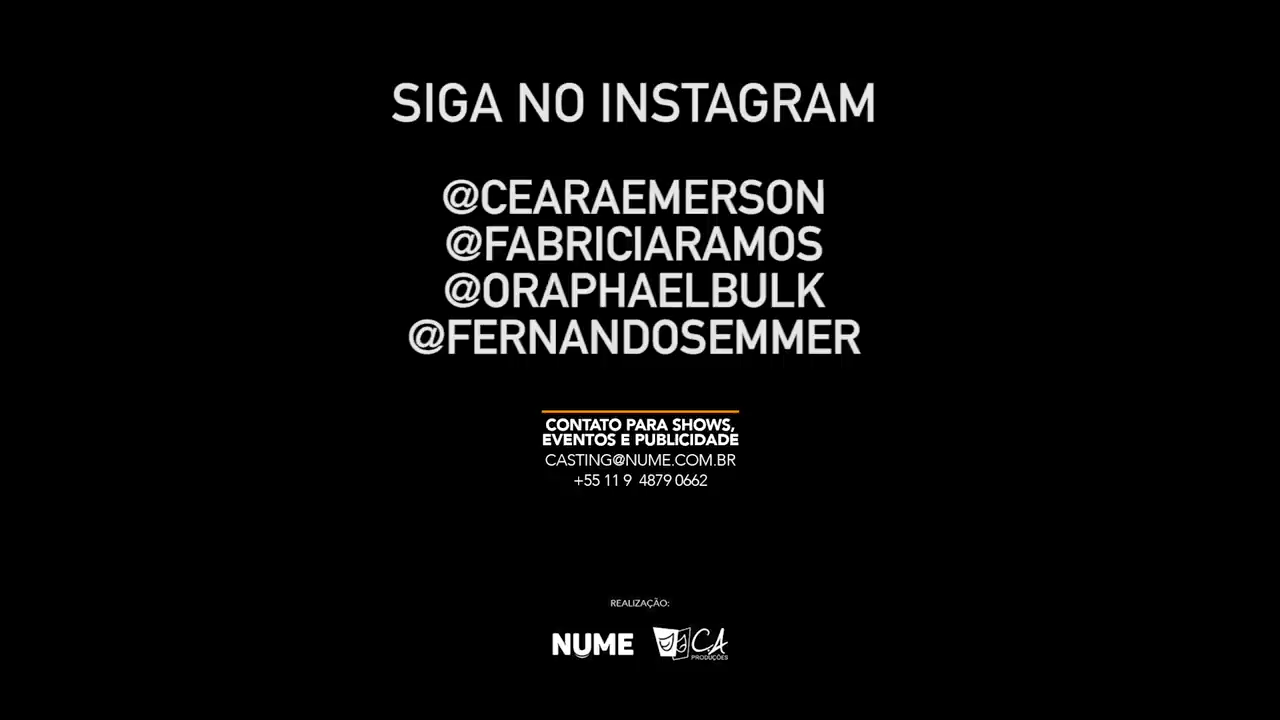 SIGA NO INSTAGRAM
@CEARAEMERSON
@FABRICIARAMOS
@ORAPHAELBULK
@FERNANDOSEMMER
CONTATO PARA SHOWS,
EVENTOS E PUBLICIDADE
CASTING@NUME.COM.BR
+55 11 9 4879 0662
REALIZAÇÃO:
NUME CA
PRODUÇÕES